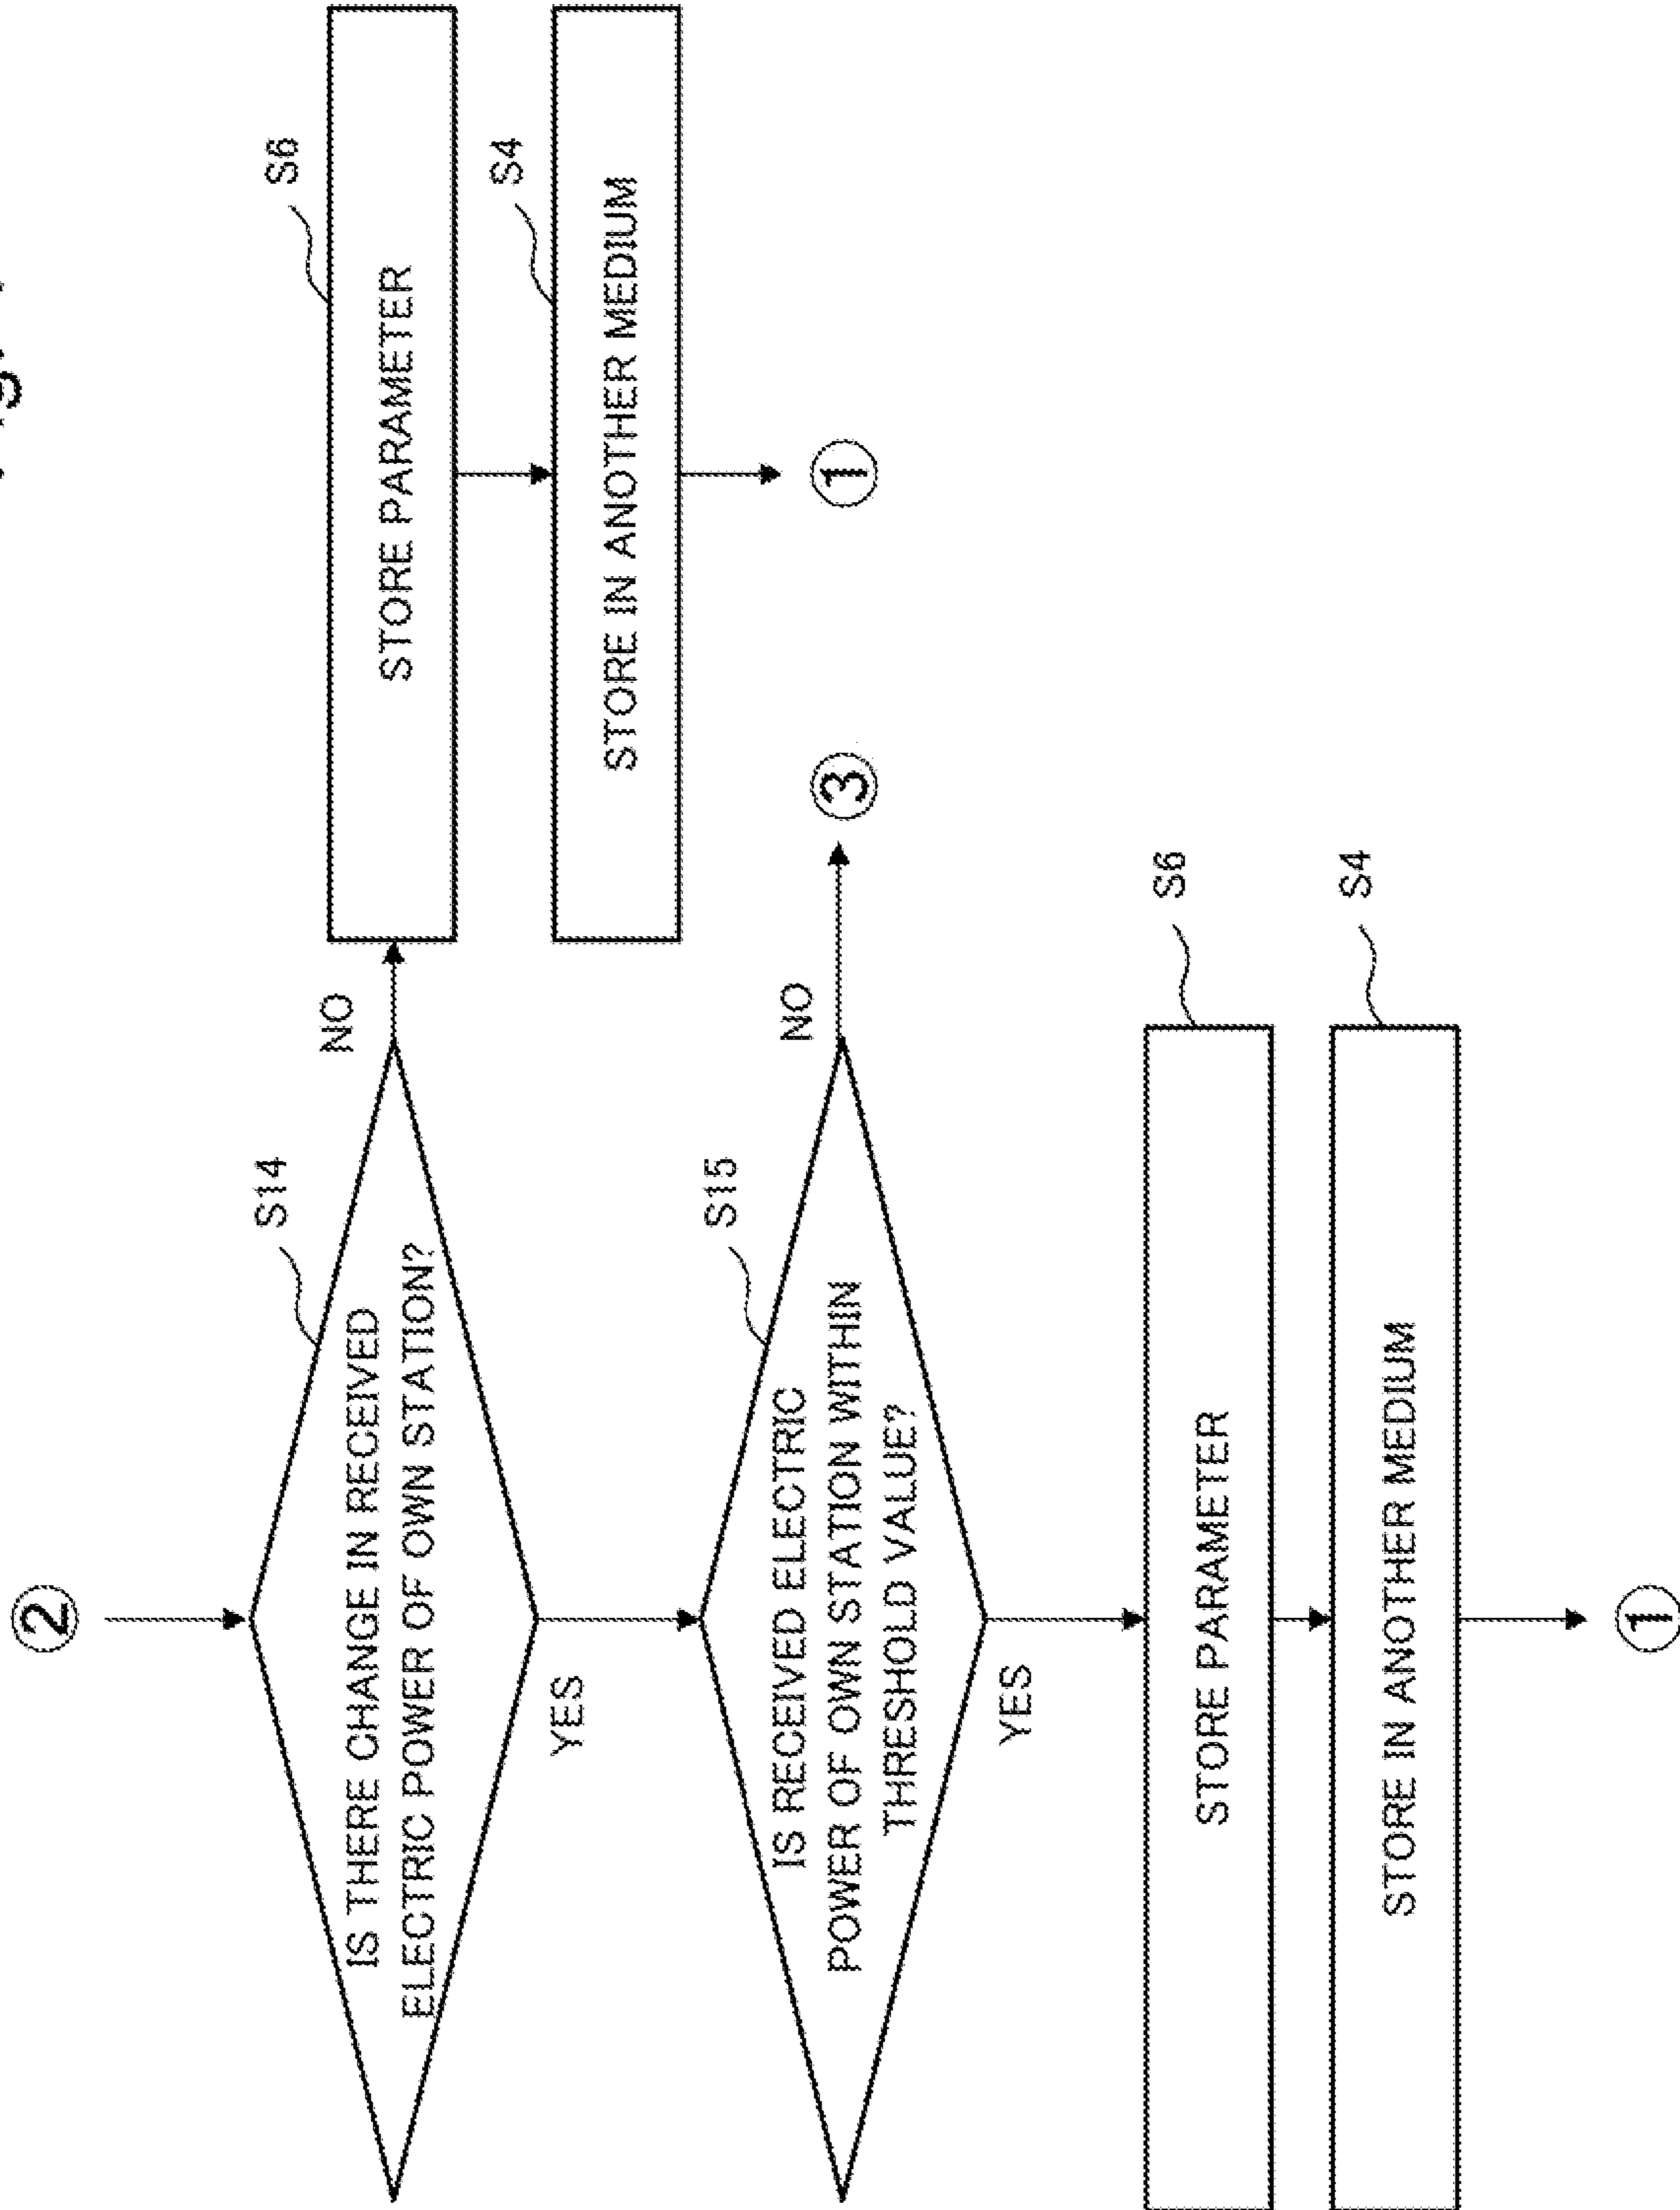 ②
S14
IS THERE CHANGE IN RECEIVED
ELECTRIC POWER OF OWN STATION?
NO
YES
S6
STORE PARAMETER
S4
STORE IN ANOTHER MEDIUM
①
S15
IS RECEIVED ELECTRIC
POWER OF OWN STATION WITHIN
THRESHOLD VALUE?
NO
③
YES
S6
STORE PARAMETER
S4
STORE IN ANOTHER MEDIUM
①